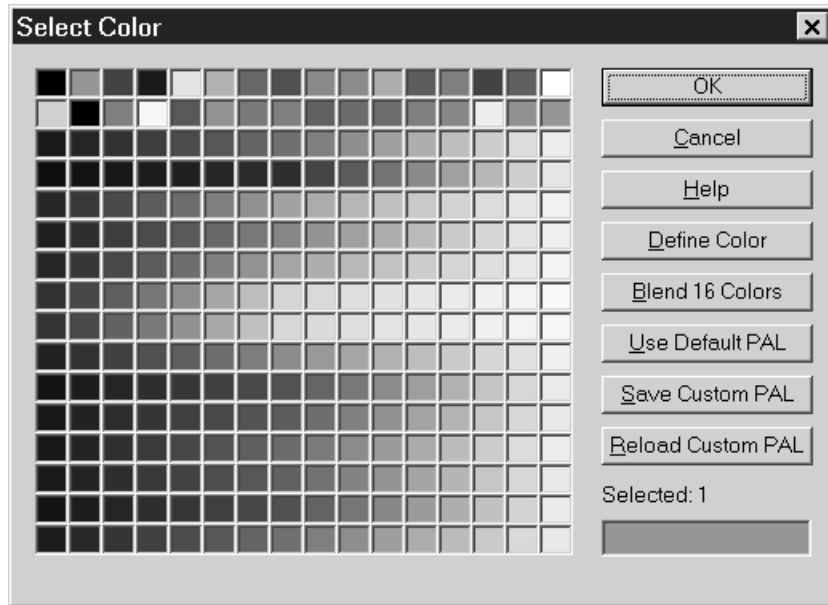 Select Color
OK
Cancel
Help
Define Color
Blend 16 Colors
Use Default PAL
Save Custom PAL
Reload Custom PAL
Selected: 1